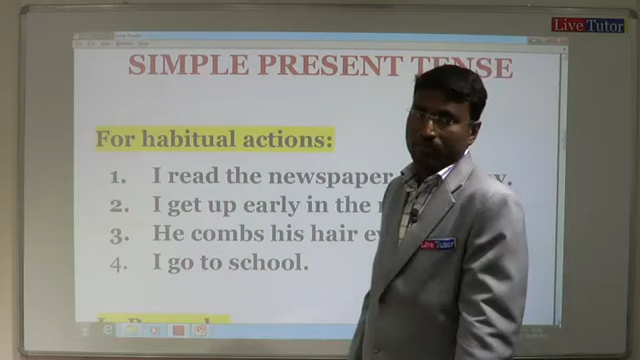 Live Tutor
SIMPLE PRESENT TENSE
For habitual actions:
1. I read the newspaper
2. I get up early in the
3. He combs his hair
4. I go to school.
Live Tutor